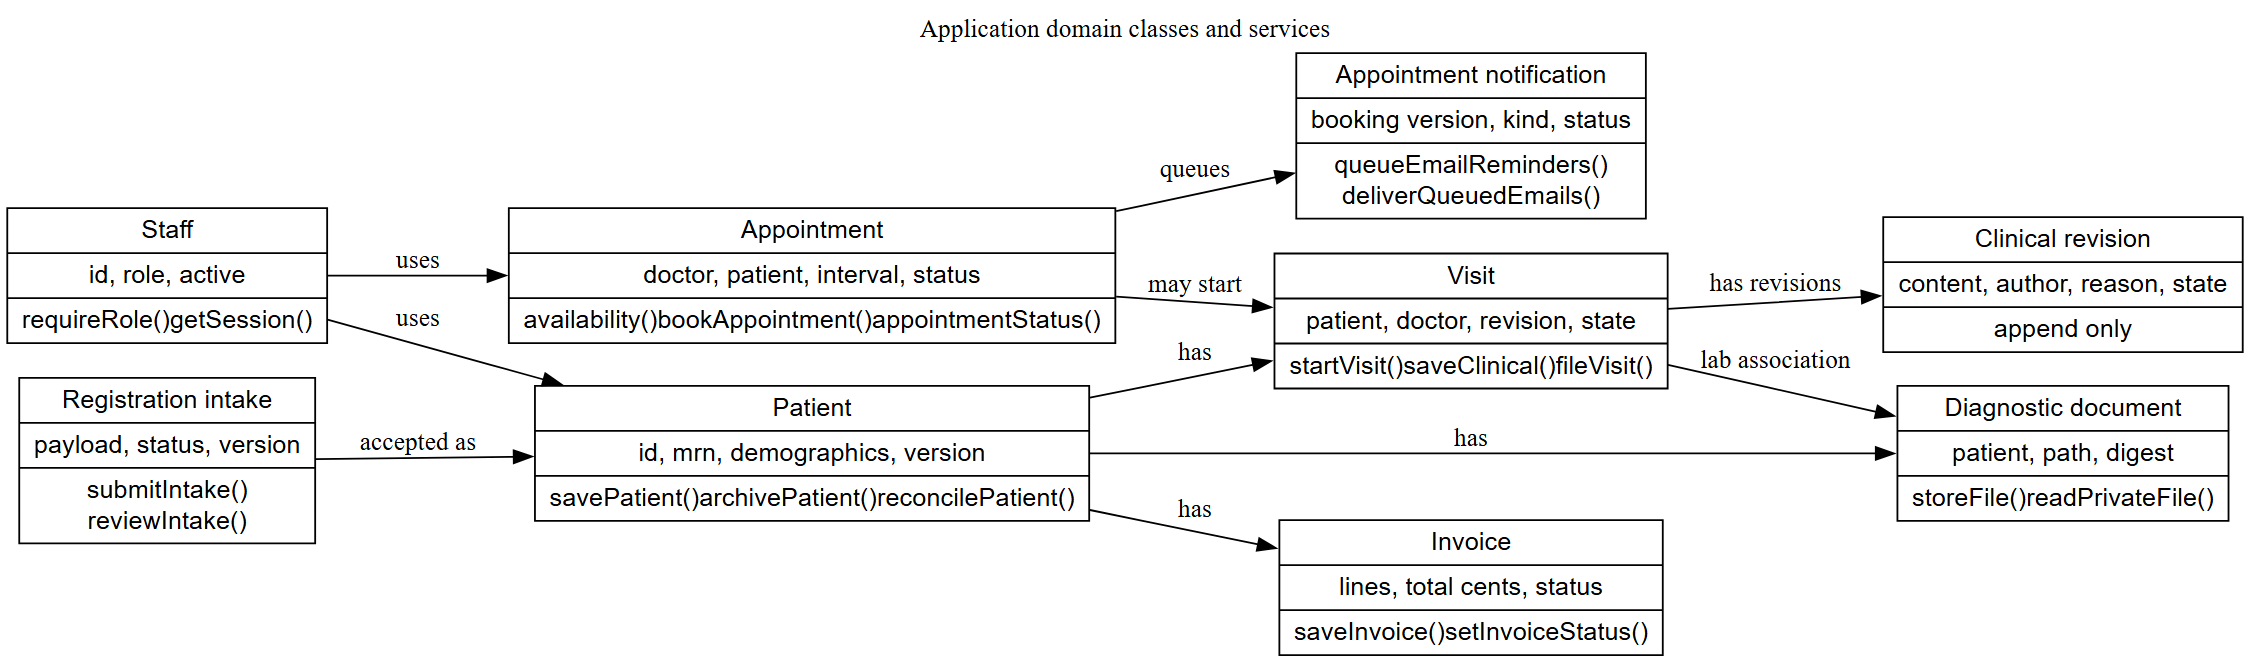 Application domain classes and services
Appointment notification
booking version, kind, status
queueEmailReminders()
deliverQueuedEmails()
queues
Staff
id, role, active
requireRole()getSession()
uses
uses
Appointment
doctor, patient, interval, status
availability()bookAppointment()appointmentStatus()
may start
Visit
patient, doctor, revision, state
startVisit()saveClinical()fileVisit()
has revisions
Clinical revision
content, author, reason, state
append only
lab association
Registration intake
payload, status, version
submitIntake()
reviewIntake()
accepted as
Patient
id, mrn, demographics, version
savePatient()archivePatient()reconcilePatient()
has
has
has
Diagnostic document
patient, path, digest
storeFile()readPrivateFile()
Invoice
lines, total cents, status
saveInvoice()setInvoiceStatus()